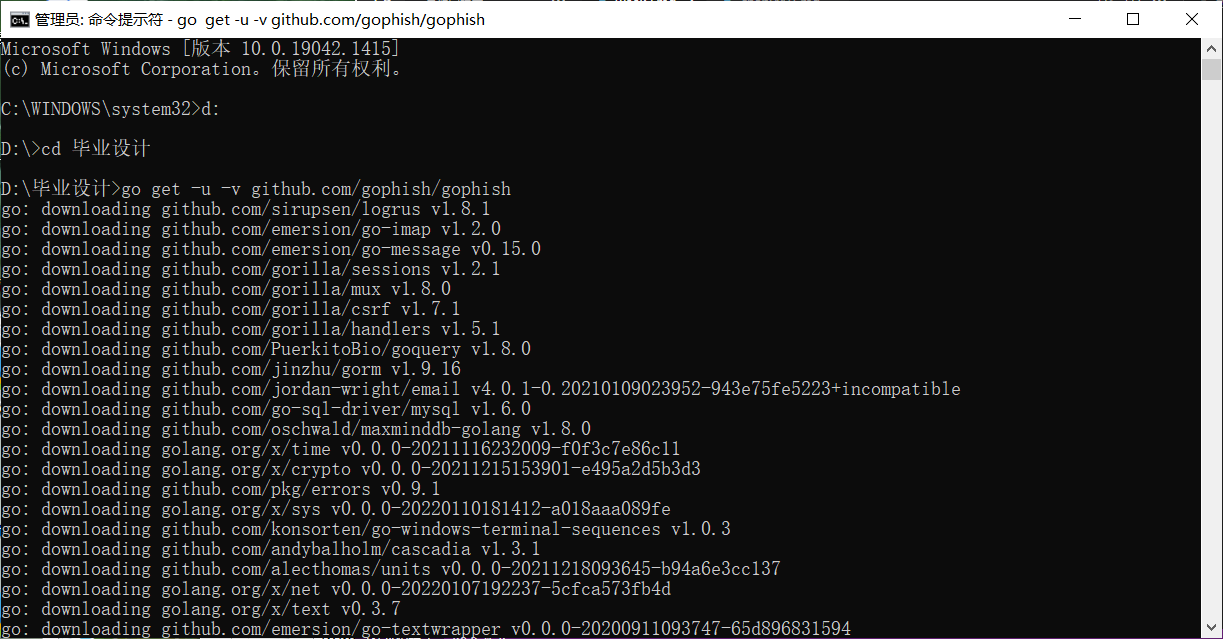 管理员: 命令提示符 - go  get -u -v github.com/gophish/gophish
Microsoft Windows [版本 10.0.19042.1415]
(c) Microsoft Corporation。保留所有权利。
C:\WINDOWS\system32>d:
D:\>cd 毕业设计
D:\毕业设计>go get -u -v github.com/gophish/gophish
go: downloading github.com/sirupsen/logrus v1.8.1
go: downloading github.com/emersion/go-imap v1.2.0
go: downloading github.com/emersion/go-message v0.15.0
go: downloading github.com/gorilla/sessions v1.2.1
go: downloading github.com/gorilla/mux v1.8.0
go: downloading github.com/gorilla/csrf v1.7.1
go: downloading github.com/gorilla/handlers v1.5.1
go: downloading github.com/PuerkitoBio/goquery v1.8.0
go: downloading github.com/jinzhu/gorm v1.9.16
go: downloading github.com/jordan-wright/email v4.0.1-0.20210109023952-943e75fe5223+incompatible
go: downloading github.com/go-sql-driver/mysql v1.6.0
go: downloading github.com/oschwald/maxminddb-golang v1.8.0
go: downloading golang.org/x/time v0.0.0-20211116232009-f0f3c7e86c11
go: downloading golang.org/x/crypto v0.0.0-20211215153901-e495a2d5b3d3
go: downloading github.com/pkg/errors v0.9.1
go: downloading golang.org/x/sys v0.0.0-20220110181412-a018aaa089fe
go: downloading github.com/konsorten/go-windows-terminal-sequences v1.0.3
go: downloading github.com/andybalholm/cascadia v1.3.1
go: downloading github.com/alecthomas/units v0.0.0-20211218093645-b94a6e3cc137
go: downloading golang.org/x/net v0.0.0-20220107192237-5cfca573fb4d
go: downloading golang.org/x/text v0.3.7
go: downloading github.com/emersion/go-textwrapper v0.0.0-20200911093747-65d896831594